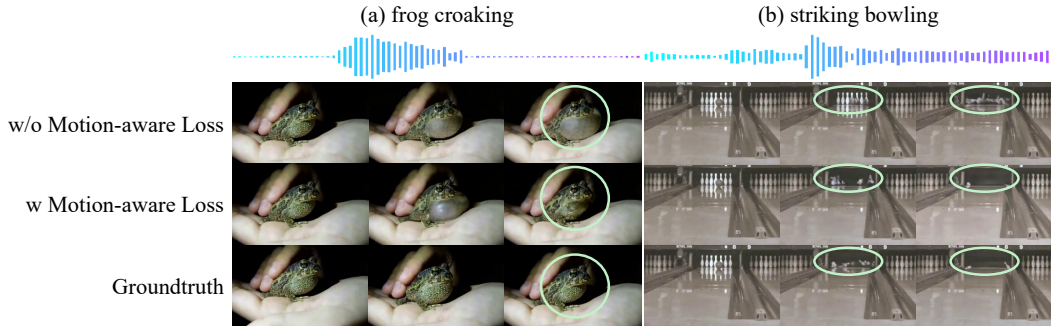 (a) frog croaking
(b) striking bowling
w/o Motion-aware Loss
w Motion-aware Loss
Groundtruth